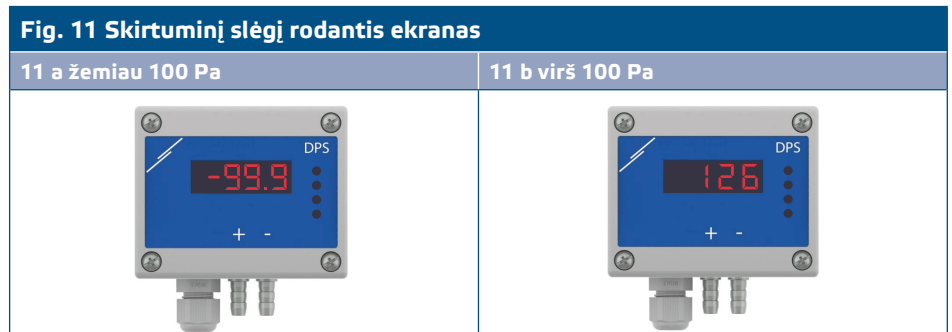 Fig. 11 Skirtuminį slėgį rodantis ekranas
11 a žemiau 100 Pa
11 b virš 100 Pa
DPS
-99.9
+ -
DPS
126
+ -